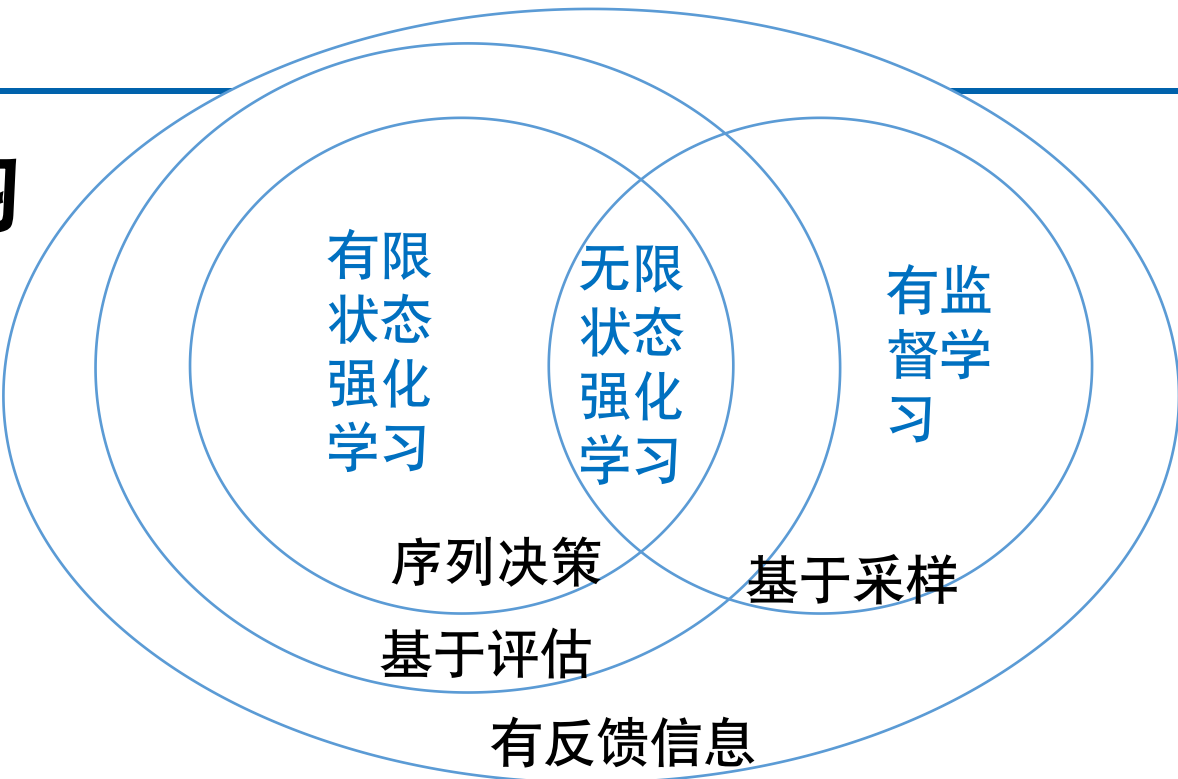 有限
状态
强化
学习
无限
状态
强化
学习
有监
督学
习
序列决策
基于采样
基于评估
有反馈信息